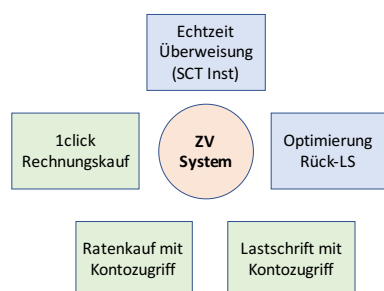 Echtzeit
Überweisung
(SCT Inst)
1click
Rechnungskauf
ZV
System
Optimierung
Rück-LS
Ratenkauf mit
Kontozugriff
Lastschrift mit
Kontozugriff